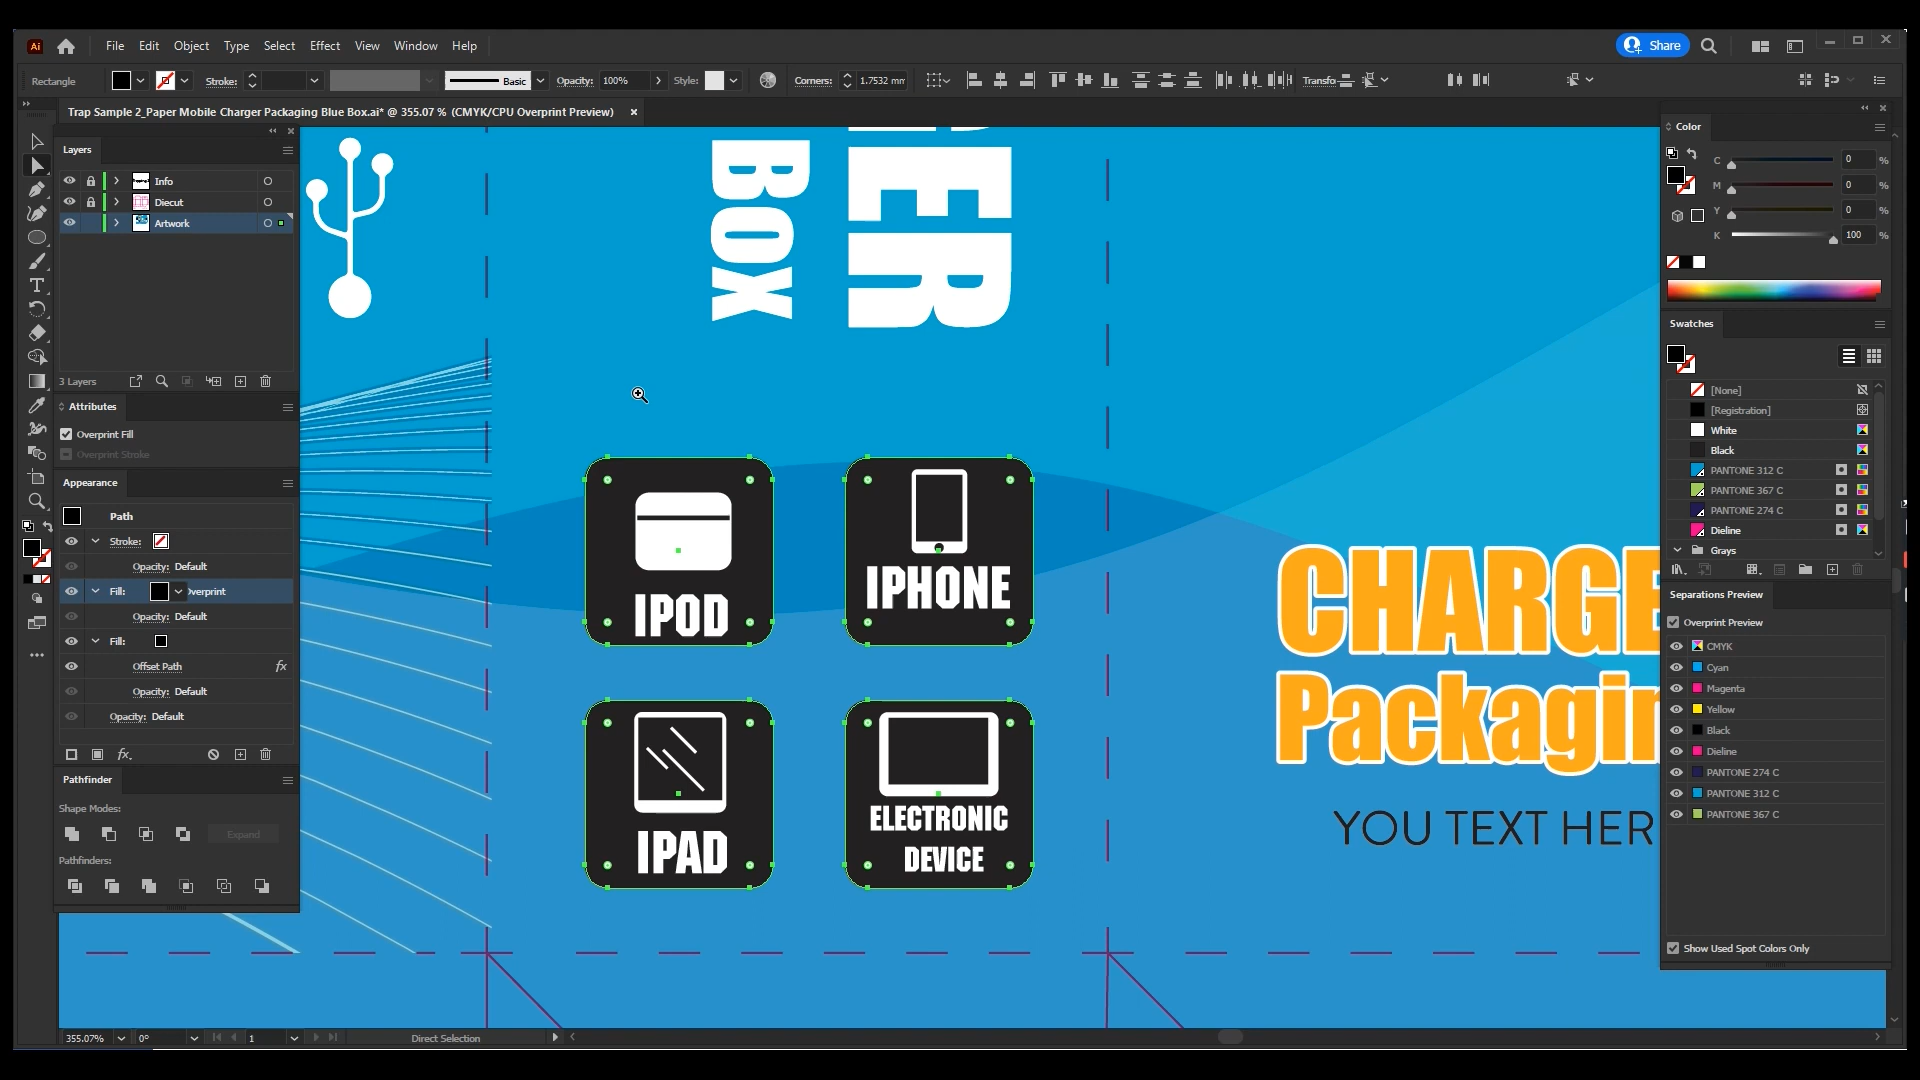 Ai
File Edit Object Type Select Effect View Window Help
Share
Rectangle
Stroke:
Basic
Opacity: 100%
Style:
Corners: 1.7532 mm
Transfo
Trap Sample 2_Paper Mobile Charger Packaging Blue Box.ai* @ 355.07 % (CMYK/CPU Overprint Preview)
Layers
Info
Diecut
Artwork
3 Layers
Attributes
Overprint Fill
Overprint Stroke
Appearance
Path
Stroke:
Opacity: Default
Fill: Overprint
Opacity: Default
Fill:
Offset Path fx
Opacity: Default
Opacity: Default
fx.
Pathfinder
Shape Modes:
Expand
Pathfinders:
BOX
ER
IPOD
IPHONE
IPAD
ELECTRONIC
DEVICE
CHARGE
Packagin
YOU TEXT HER
Color
C 0 %
M 0 %
Y 0 %
K 100 %
Swatches
[None]
[Registration]
White
Black
PANTONE 312 C
PANTONE 367 C
PANTONE 274 C
Dieline
Grays
Separations Preview
Overprint Preview
CMYK
Cyan
Magenta
Yellow
Black
Dieline
PANTONE 274 C
PANTONE 312 C
PANTONE 367 C
Show Used Spot Colors Only
355.07% 0° 1 Direct Selection